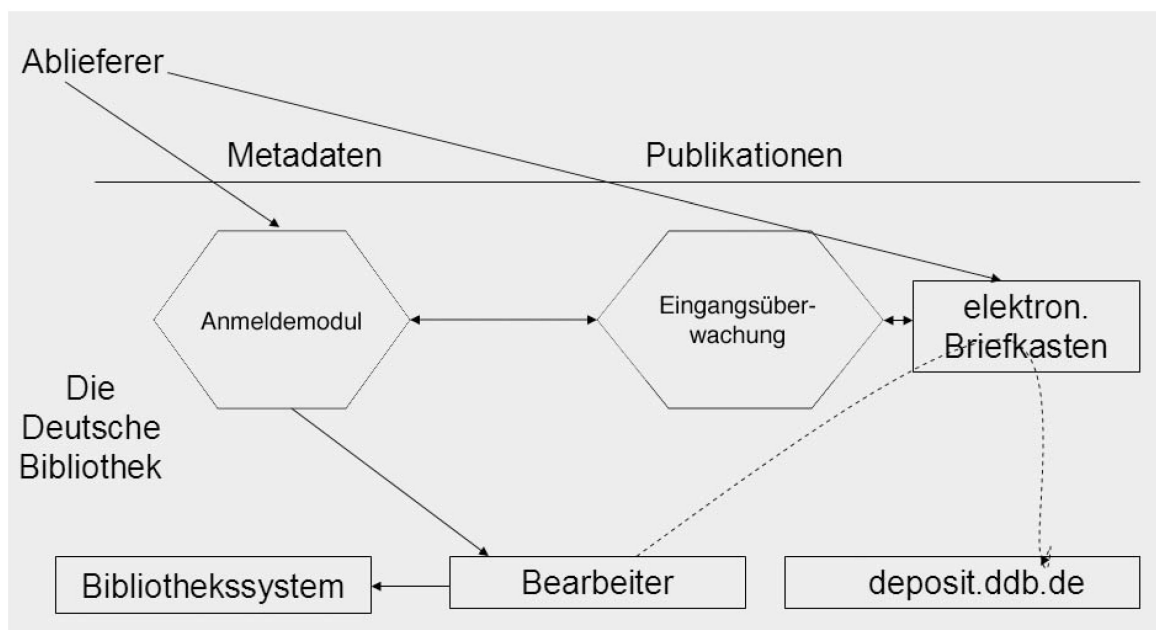 Ablieferer
Metadaten
Publikationen
Anmeldemodul
Eingangsüber-
wachung
elektron.
Briefkasten
Die
Deutsche
Bibliothek
Bibliothekssystem
Bearbeiter
deposit.ddb.de